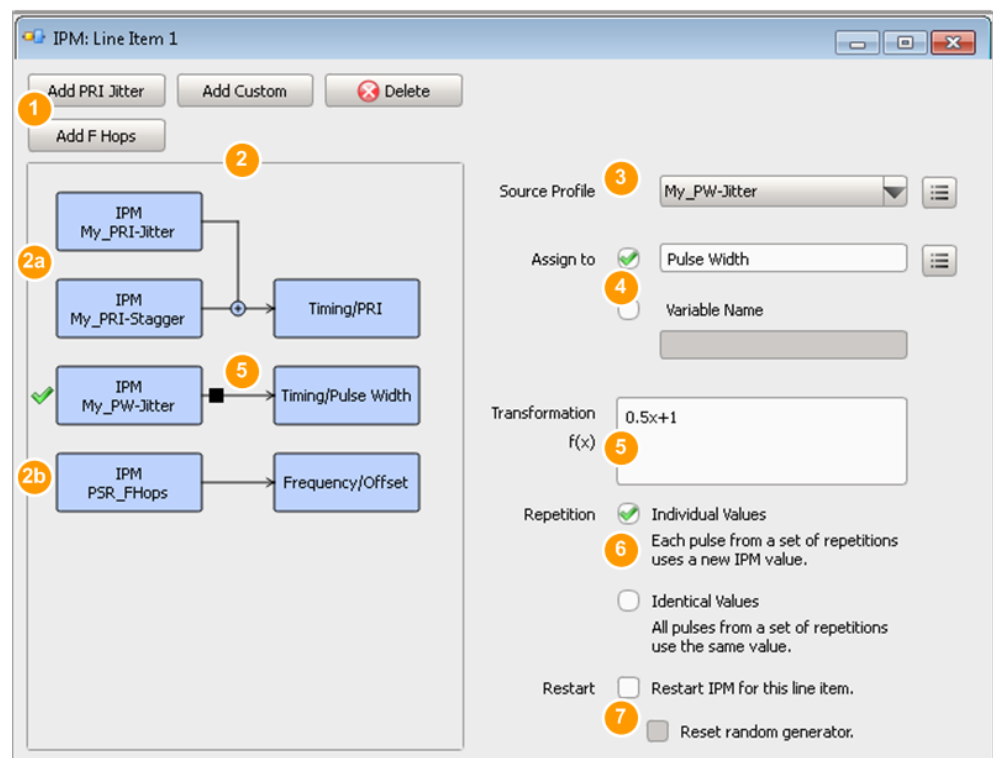 IPM: Line Item 1
Add PRI Jitter
Add Custom
Delete
1
Add F Hops
2
IPM
My_PRI-Jitter
2a
IPM
My_PRI-Stagger
Timing/PRI
IPM
My_PW-Jitter
5
Timing/Pulse Width
2b
IPM
PSR_FHops
Frequency/Offset
Source Profile
3
My_PW-Jitter
Assign to
Pulse Width
4
Variable Name
Transformation
f(x)
5
0.5x+1
Repetition
Individual Values
6
Each pulse from a set of repetitions
uses a new IPM value.
Identical Values
All pulses from a set of repetitions
use the same value.
Restart
Restart IPM for this line item.
7
Reset random generator.